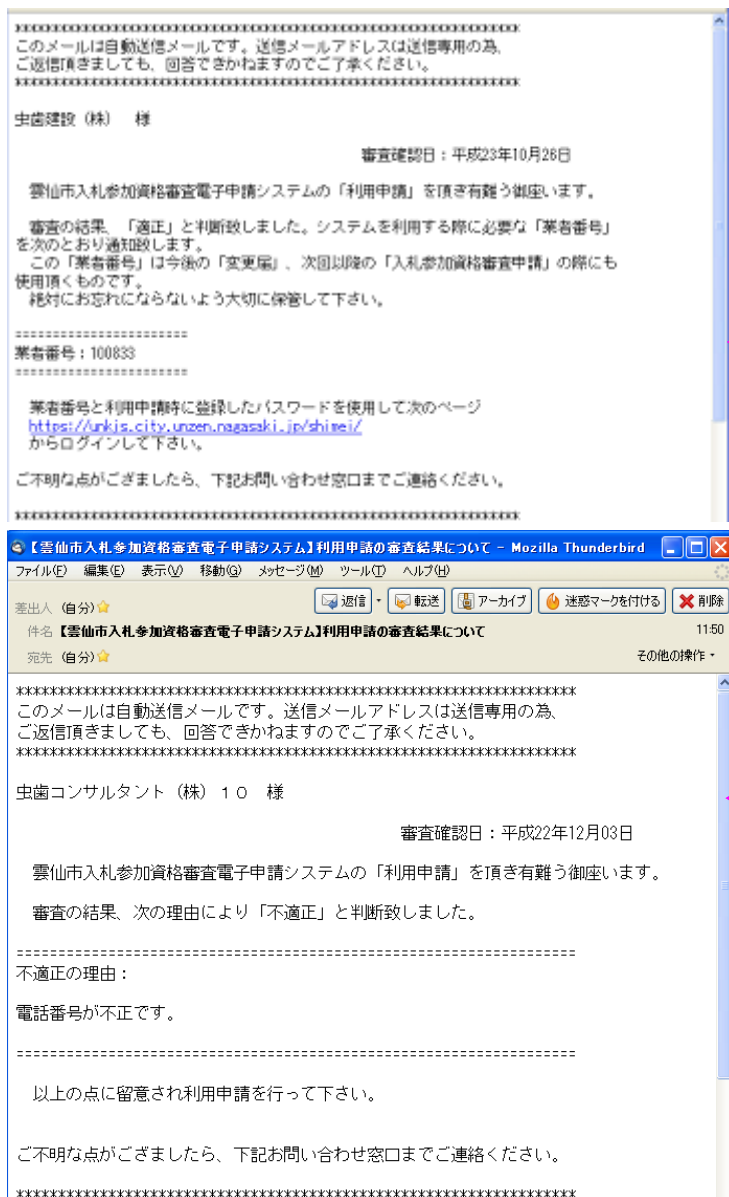 ************************************************************
このメールは自動送信メールです。送信メールアドレスは送信専用の為、
ご返信頂きましても、回答できかねますのでご了承ください。
************************************************************
虫歯建設（株）　様
審査確認日：平成23年10月26日
雲仙市入札参加資格審査電子申請システムの「利用申請」を頂き有難う御座います。
審査の結果、「適正」と判断致しました。システムを利用する際に必要な「業者番号」
を次のとおり通知致します。
この「業者番号」は今後の「変更届」、次回以降の「入札参加資格審査申請」の際にも
使用頂くものです。
絶対にお忘れにならないよう大切に保管して下さい。
=======================
業者番号：100833
=======================
業者番号と利用申請時に登録したパスワードを使用して次のページ
https://unkjs.city.unzen.nagasaki.jp/shimei/
からログインして下さい。
ご不明な点がござましたら、下記お問い合わせ窓口までご連絡ください。
************************************************************
【雲仙市入札参加資格審査電子申請システム】利用申請の審査結果について - Mozilla Thunderbird
ファイル(F) 編集(E) 表示(V) 移動(G) メッセージ(M) ツール(T) ヘルプ(H)
差出人 (自分) 返信 転送 アーカイブ 迷惑マークを付ける 削除
件名 【雲仙市入札参加資格審査電子申請システム】利用申請の審査結果について 11:50
宛先 (自分) その他の操作
*******************************************************************
このメールは自動送信メールです。送信メールアドレスは送信専用の為、
ご返信頂きましても、回答できかねますのでご了承ください。
*******************************************************************
虫歯コンサルタント（株）１０　様
審査確認日：平成22年12月03日
雲仙市入札参加資格審査電子申請システムの「利用申請」を頂き有難う御座います。
審査の結果、次の理由により「不適正」と判断致しました。
===================================================================
不適正の理由：
電話番号が不正です。
===================================================================
以上の点に留意され利用申請を行って下さい。
ご不明な点がござましたら、下記お問い合わせ窓口までご連絡ください。
*******************************************************************